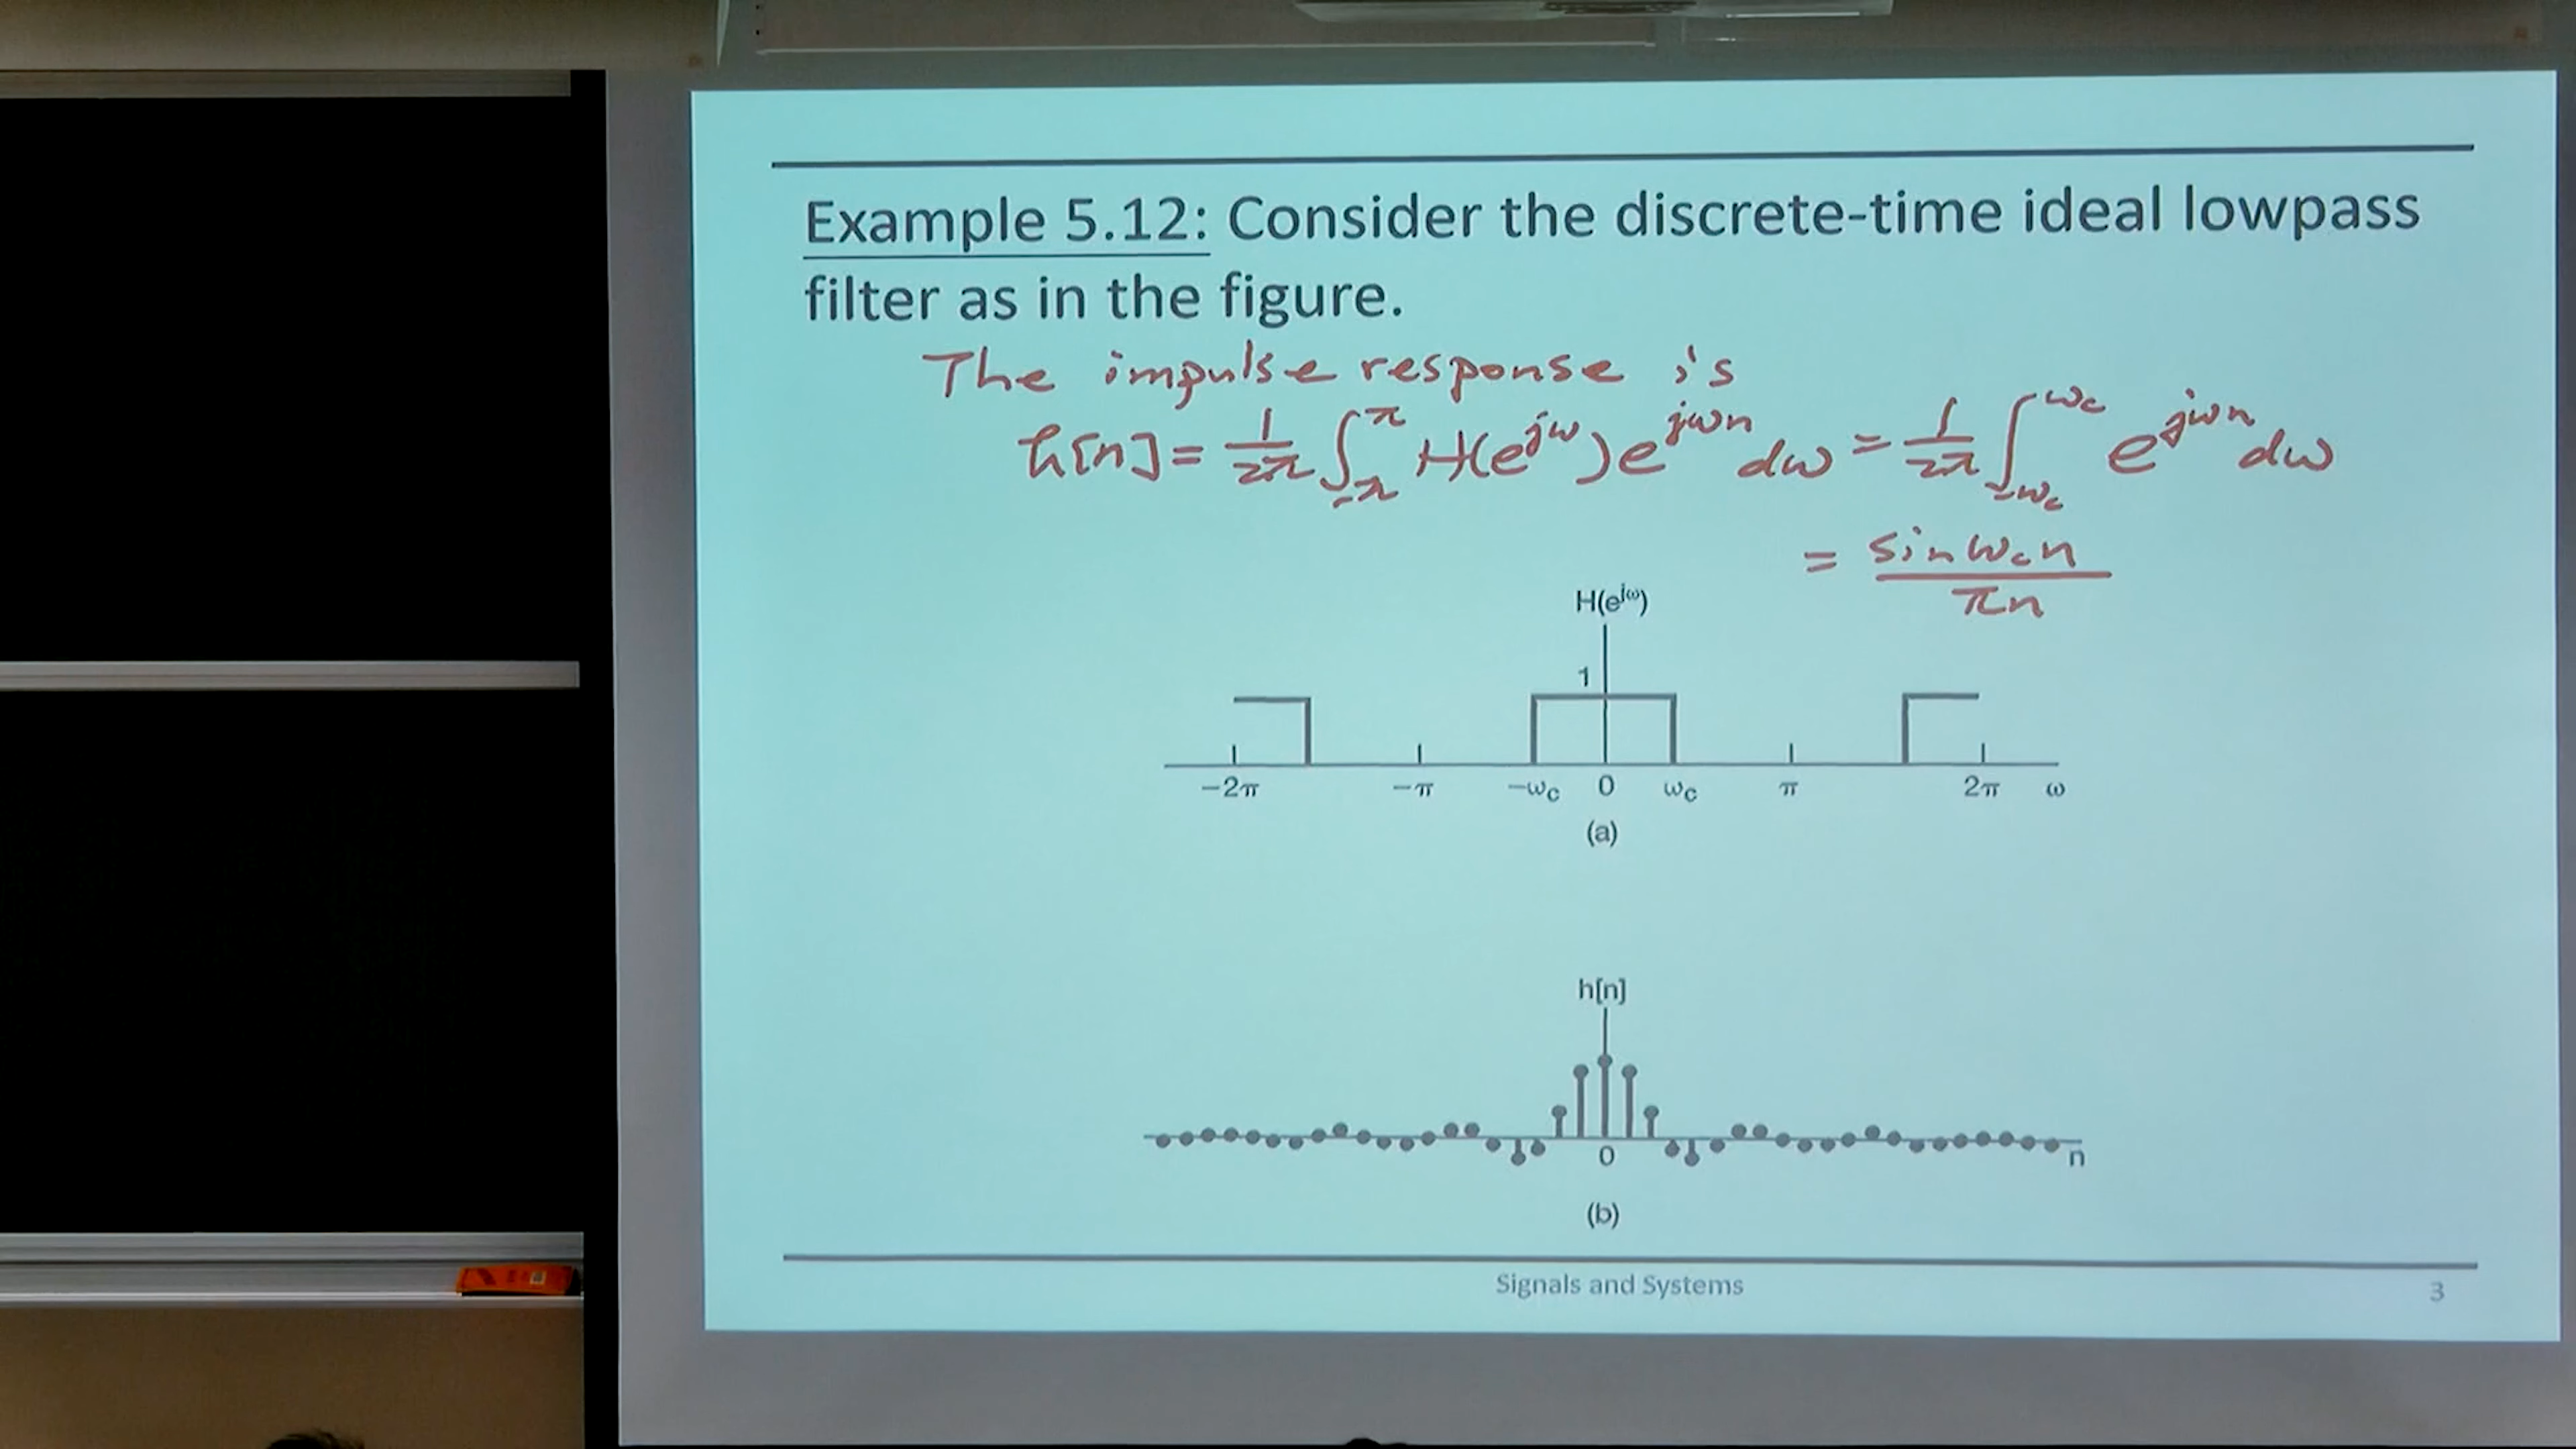 Example 5.12: Consider the discrete-time ideal lowpass
filter as in the figure.
The impulse response is
h[n] = 1/2π ∫_{-π}^{π} H(e^{jω}) e^{jωn} dω = 1/2π ∫_{-ωc}^{ωc} e^{jωn} dω
= sin ωc n / πn
H(e^{jω})
1
−2π −π −ωc 0 ωc π 2π ω
(a)
h[n]
0 n
(b)
Signals and Systems 3